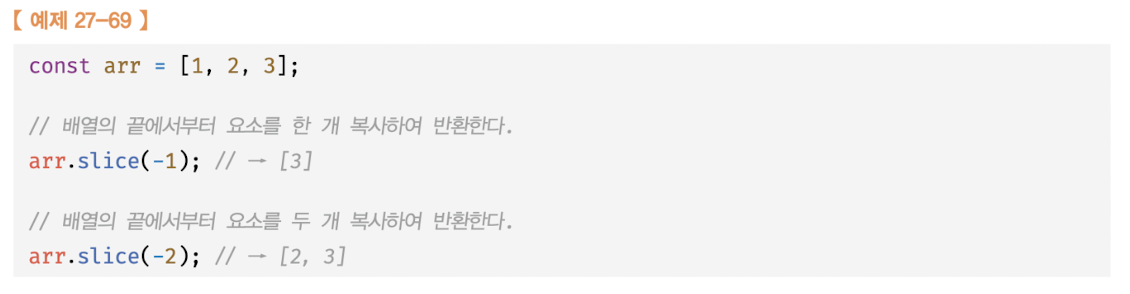 【 예제 27-69 】
const arr = [1, 2, 3];
// 배열의 끝에서부터 요소를 한 개 복사하여 반환한다.
arr.slice(-1); // → [3]
// 배열의 끝에서부터 요소를 두 개 복사하여 반환한다.
arr.slice(-2); // → [2, 3]